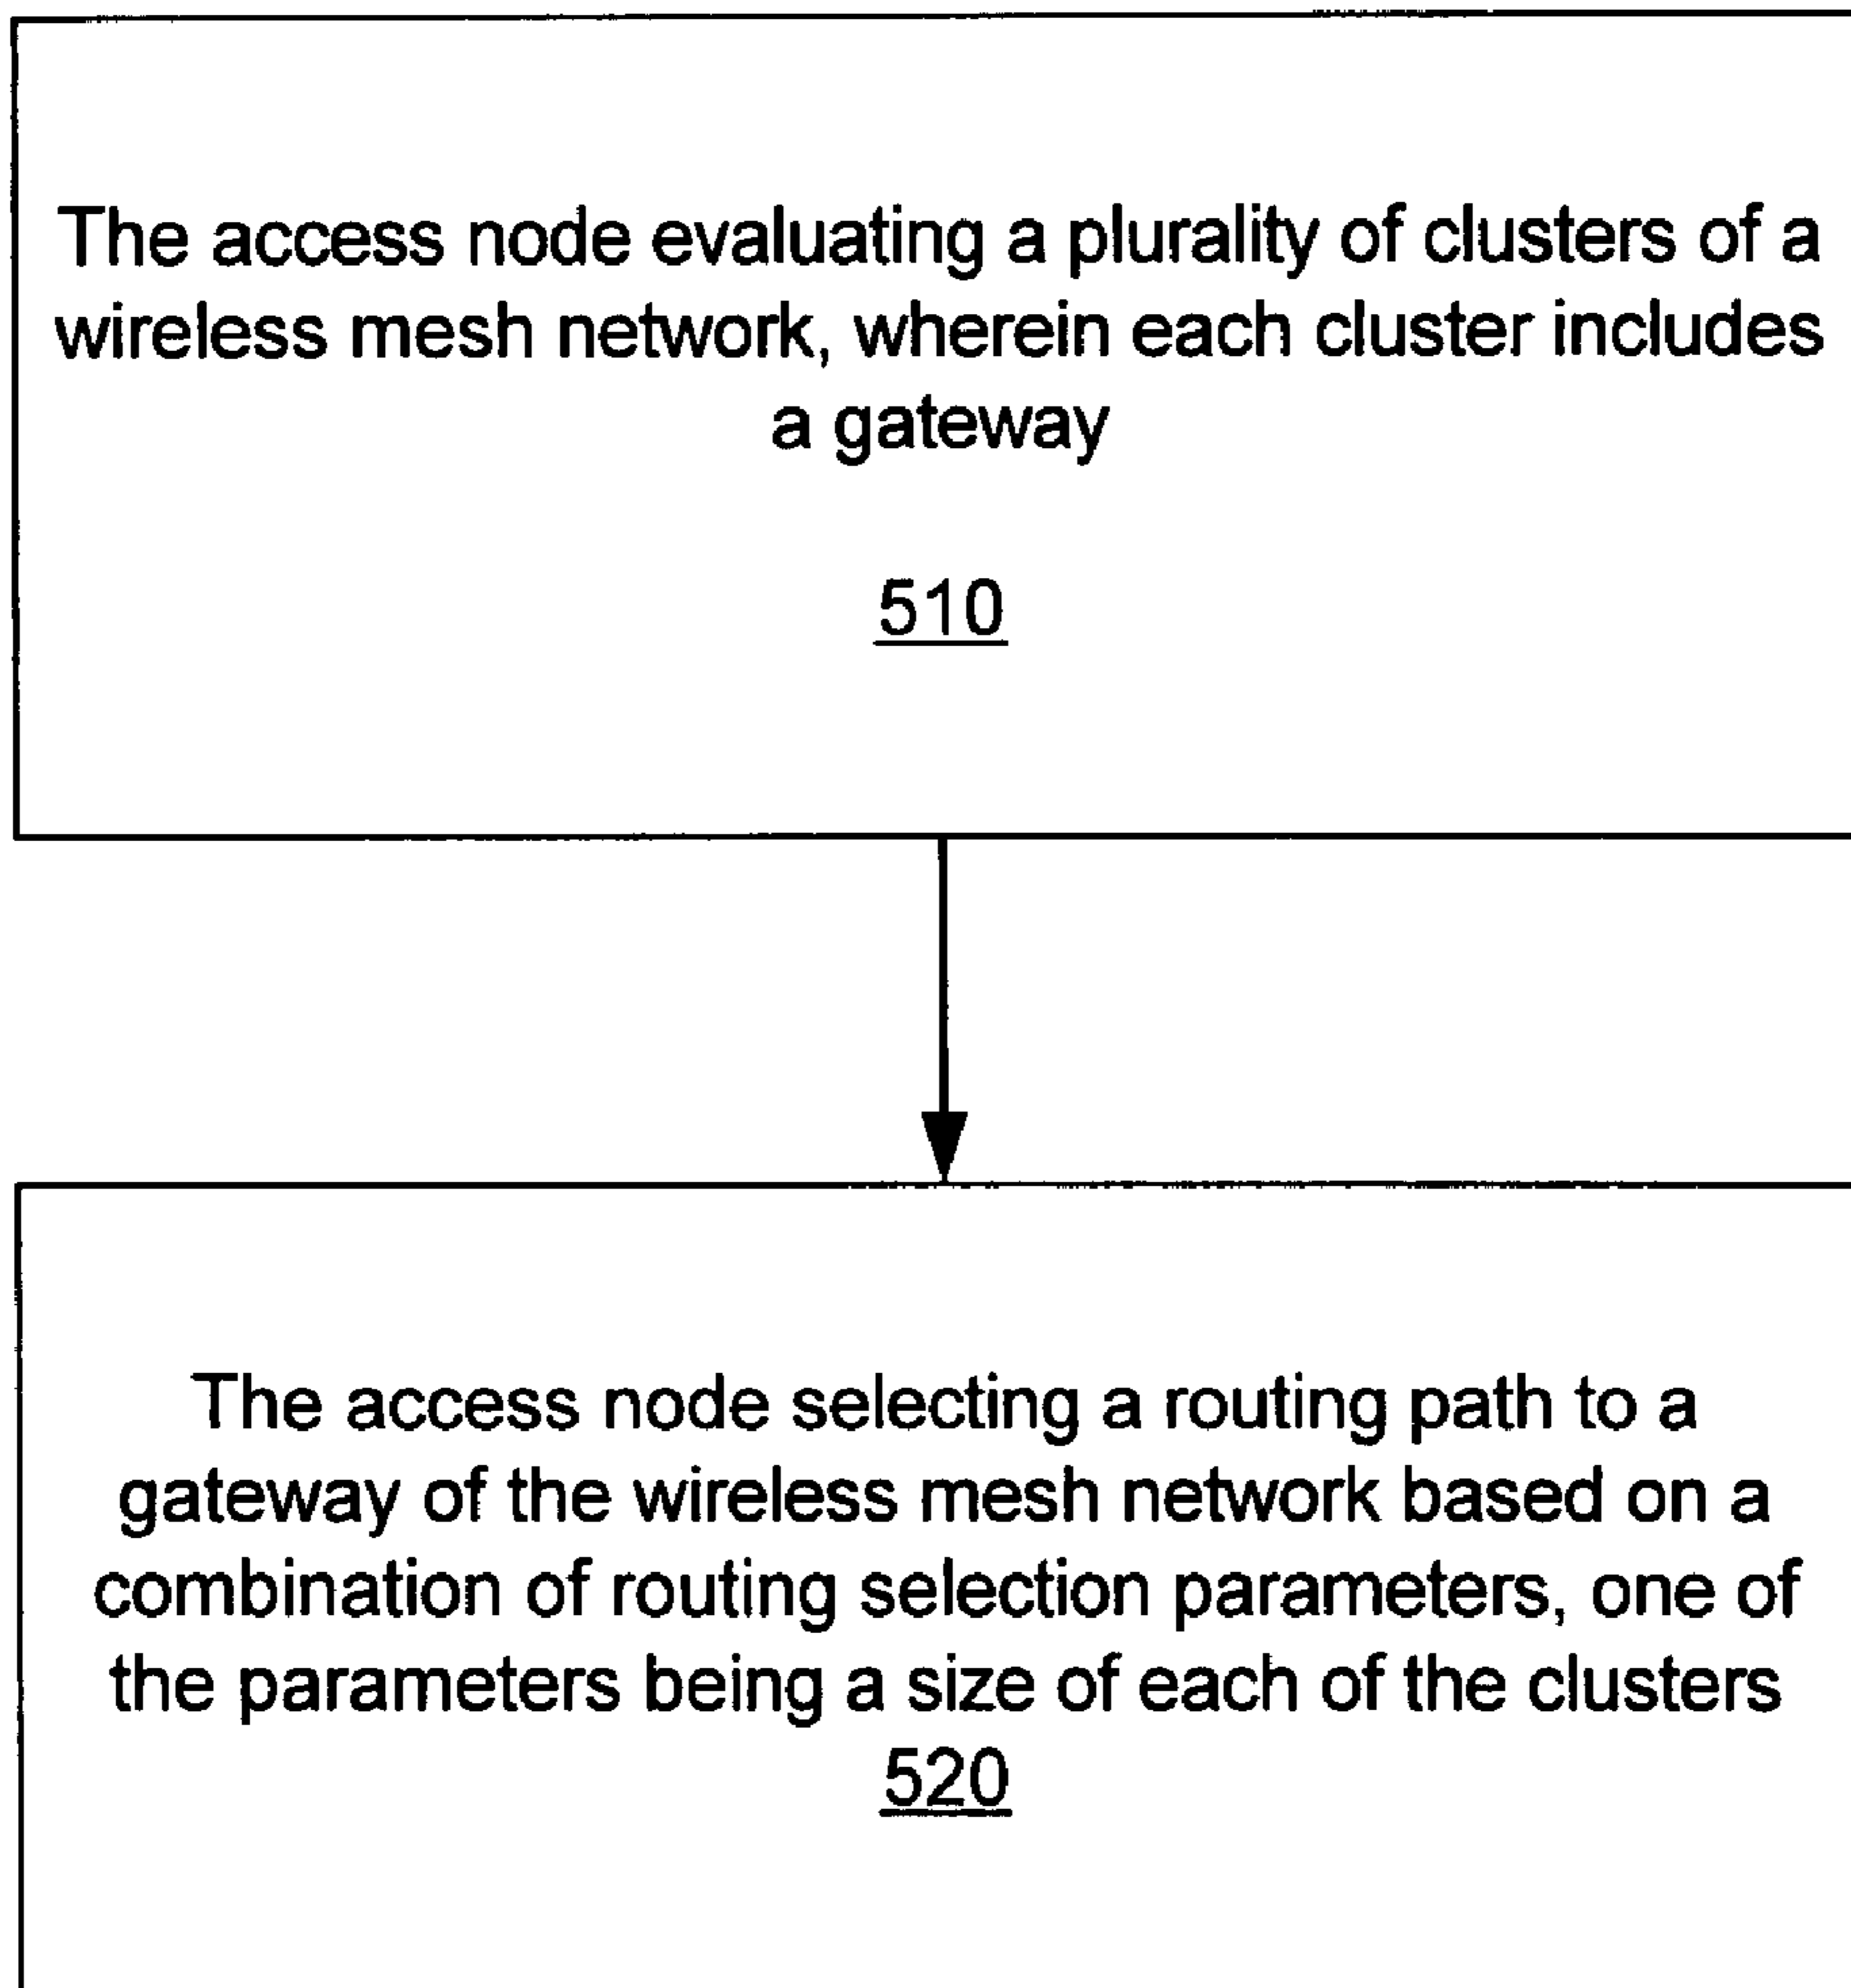 The access node evaluating a plurality of clusters of a
wireless mesh network, wherein each cluster includes
a gateway
510
The access node selecting a routing path to a
gateway of the wireless mesh network based on a
combination of routing selection parameters, one of
the parameters being a size of each of the clusters
520